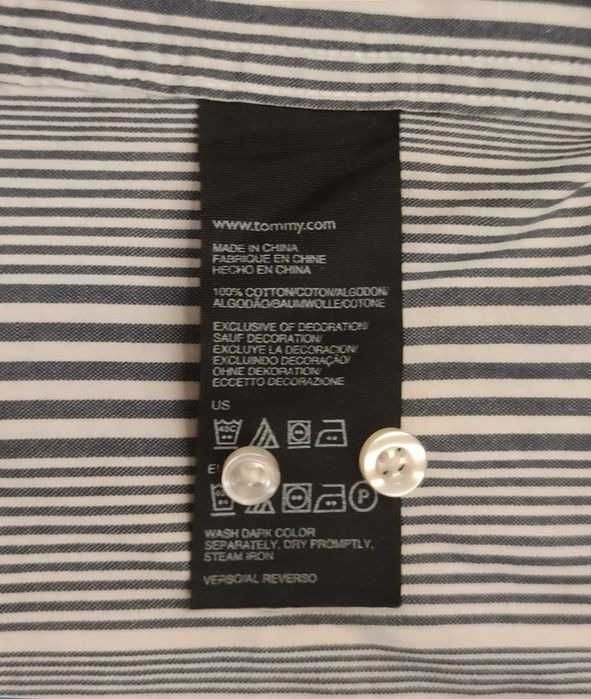 www.tommy.com
MADE IN CHINA
FABRIQUE EN CHINE
HECHO EN CHINA
100% COTTON/COTON/ALGODON/
ALGODÃO/BAUMWOLLE/COTONE
EXCLUSIVE OF DECORATION/
SAUF DECORATION/
EXCLUYE LA DECORACION/
EXCLUINDO DECORAÇÃO/
OHNE DEKORATION/
ECCETTO DECORAZIONE
US
40C
P
WASH DARK COLOR
SEPARATELY, DRY PROMPTLY,
STEAM IRON
VERSO/AL REVERSO